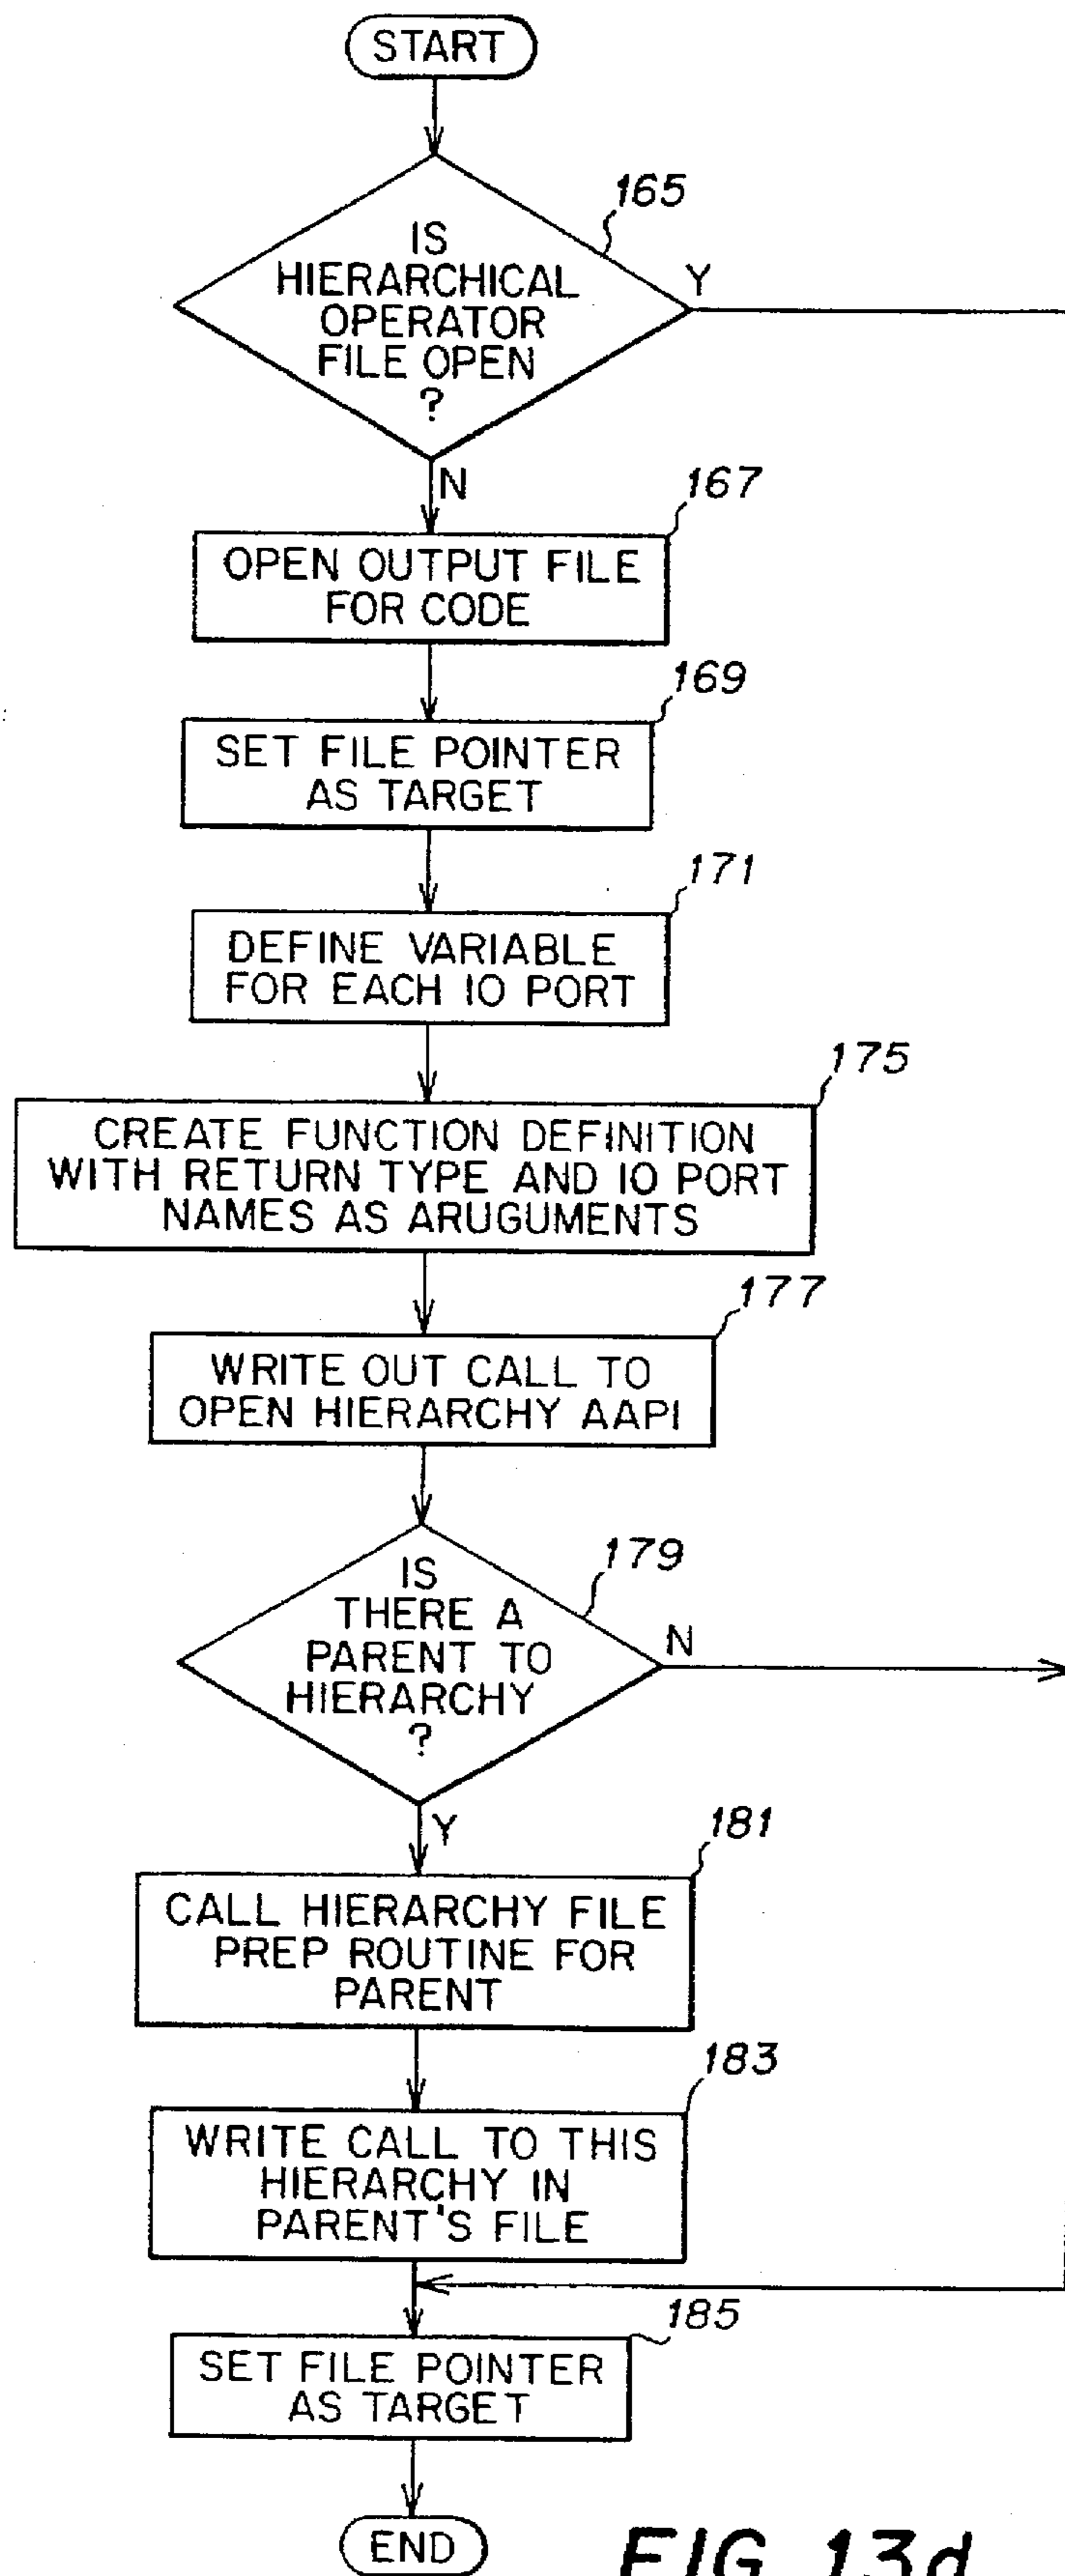 START
165
IS
HIERARCHICAL
OPERATOR
FILE OPEN
?
Y
N
167
OPEN OUTPUT FILE
FOR CODE
169
SET FILE POINTER
AS TARGET
171
DEFINE VARIABLE
FOR EACH IO PORT
175
CREATE FUNCTION DEFINITION
WITH RETURN TYPE AND IO PORT
NAMES AS ARUGUMENTS
177
WRITE OUT CALL TO
OPEN HIERARCHY AAPI
179
IS
THERE A
PARENT TO
HIERARCHY
?
N
Y
181
CALL HIERARCHY FILE
PREP ROUTINE FOR
PARENT
183
WRITE CALL TO THIS
HIERARCHY IN
PARENT'S FILE
185
SET FILE POINTER
AS TARGET
END
FIG. 13d